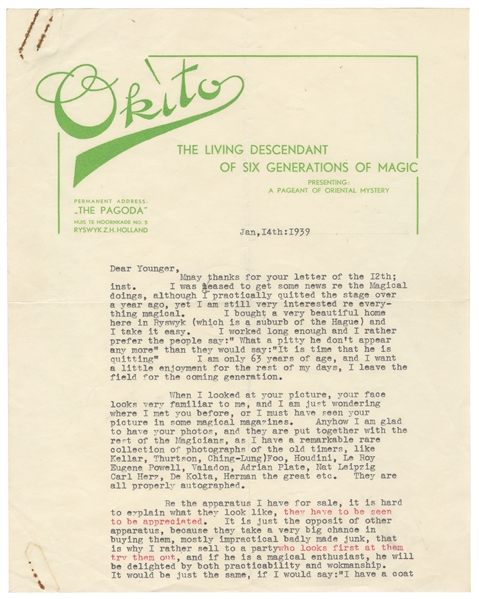 Okito
THE LIVING DESCENDANT
OF SIX GENERATIONS OF MAGIC
PRESENTING:
A PAGEANT OF ORIENTAL MYSTERY
PERMANENT ADDRESS:
„THE PAGODA"
HUIS TE HOORNKADE NO. 8
RYSWYK Z.H. HOLLAND
Jan,14th:1939
Dear Younger,
Mnay thanks for your letter of the 12th;
inst. I was pleased to get some news re the Magical
doings, although I practically quitted the stage over
a year ago, yet I am still very interested re every-
thing magical. I bought a very beautiful home
here in Ryswyk (which is a suburb of the Hague) and
I take it easy. I worked long enough and I rather
prefer the people say:" What a pitty he don't appear
any more" than they would say:"It is time that he is
quitting" I am only 63 years of age, and I want
a little enjoyment for the rest of my days, I leave the
field for the coming generation.
When I looked at your picture, your face
looks very familiar to me, and I am just wondering
where I met you before, or I must have seen your
picture in some magical magazines. Anyhow I am glad
to have your photos, and they are put together with the
rest of the Magicians, as I have a remarkable rare
collection of photographs of the old timers, like
Kellar, Thurtson, Ching-Lung)Foo, Houdini, Le Roy
Eugena Powell, Valadon, Adrian Plate, Nat Leipzig
Carl Herz, De Kolta, Herman the great etc. They are
all properly autographed.
Re the apparatus I have for sale, it is hard
to explain what they look like, they have to be seen
to be appreciated. It is just the opposit of other
apparatus, because they take a very big chance in
buying them, mostly impractical badly made junk, that
is why I rather sell to a partywho looks first at them
try them out, and if he is a magical enthusiast, he will
be delighted by both practicability and wokmanship.
It would be just the same, if I would say:"I have a coat